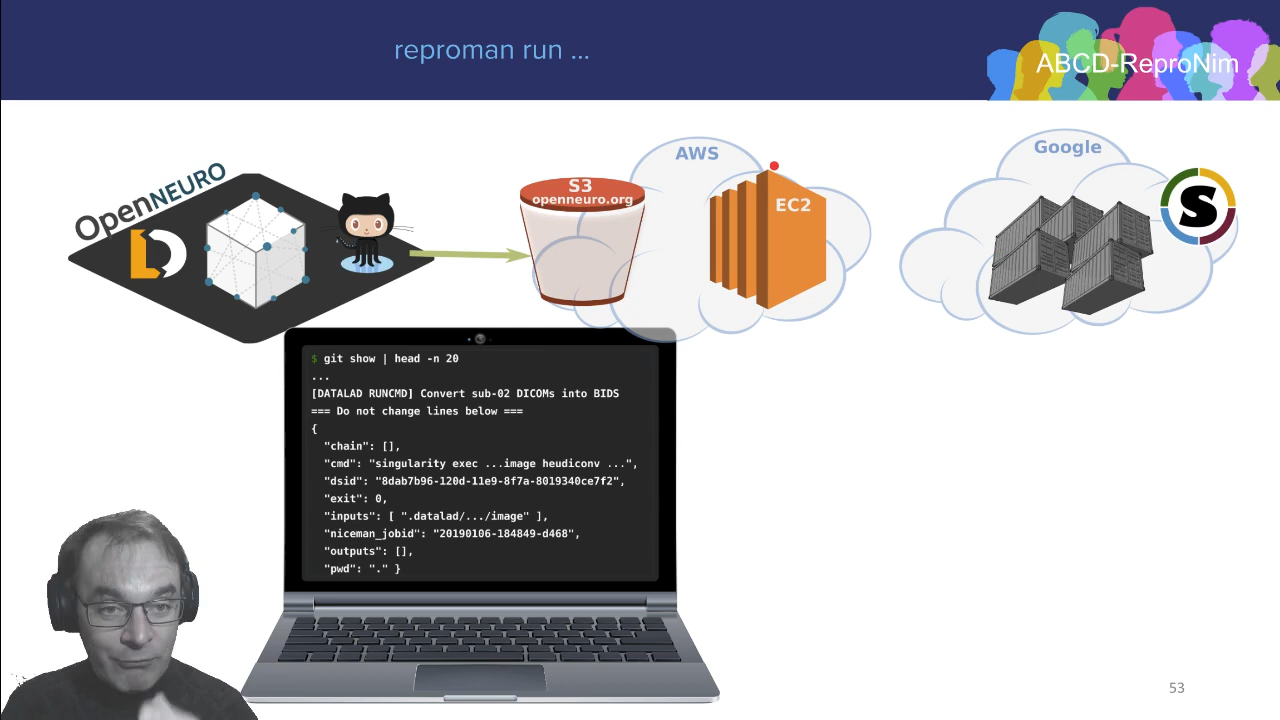 reproman run ...
ABCD-ReproNim
OpenNEURO
AWS
Google
S3
openneuro.org
EC2
S
$ git show | head -n 20
...
[DATALAD RUNCMD] Convert sub-02 DICOMs into BIDS
=== Do not change lines below ===
{
"chain": [],
"cmd": "singularity exec ...image heudiconv ...",
"dsid": "8dab7b96-120d-11e9-8f7a-8019340ce7f2",
"exit": 0,
"inputs": [ ".datalad/.../image" ],
"niceman_jobid": "20190106-184849-d468",
"outputs": [],
"pwd": "." }
53